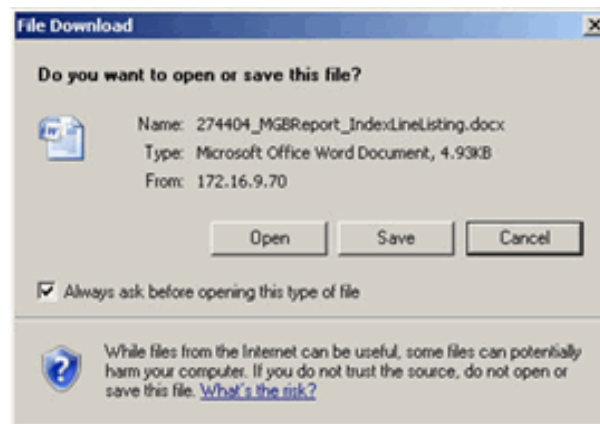 File Download
Do you want to open or save this file?
Name: 274404_MGBReport_IndexLineListing.docx
Type: Microsoft Office Word Document, 4.93KB
From: 172.16.9.70
Open Save Cancel
Always ask before opening this type of file
While files from the Internet can be useful, some files can potentially
harm your computer. If you do not trust the source, do not open or
save this file. What's the risk?